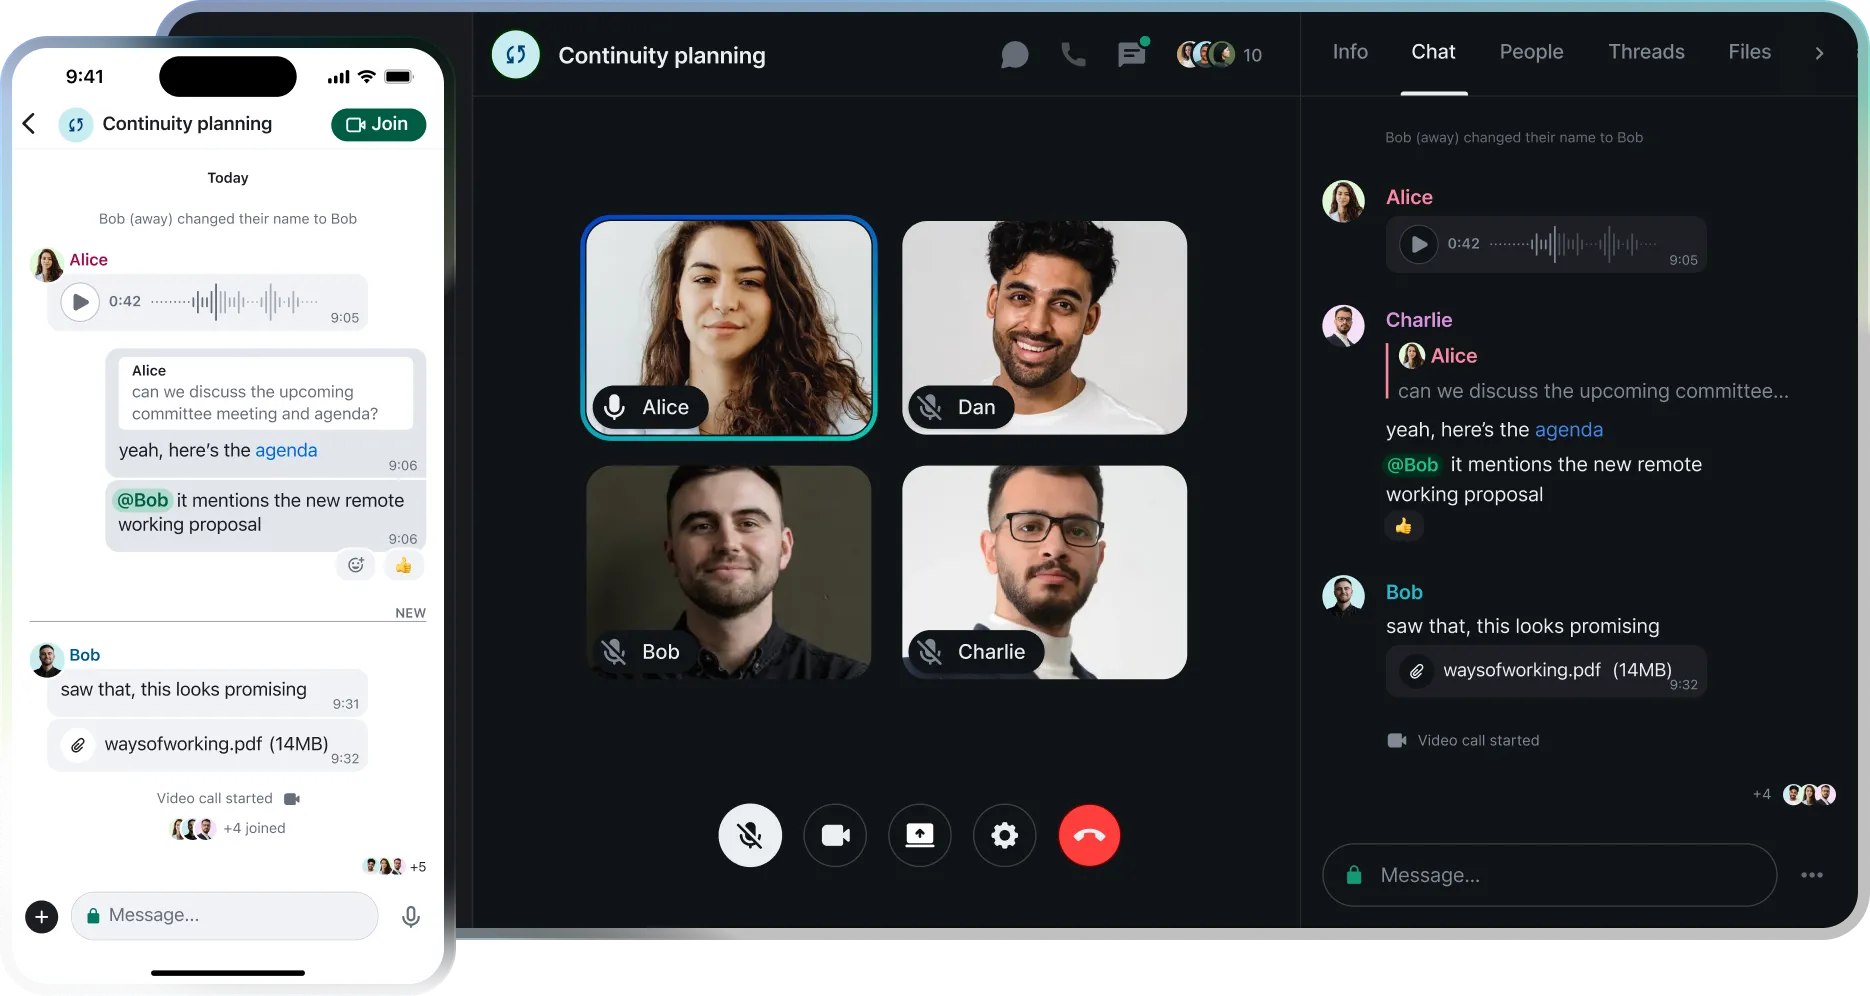 9:41
Continuity planning
Join
Today
Bob (away) changed their name to Bob
Alice
0:42
9:05
Alice
can we discuss the upcoming
committee meeting and agenda?
yeah, here’s the agenda
9:06
@Bob it mentions the new remote
working proposal
9:06
NEW
Bob
saw that, this looks promising
9:31
waysofworking.pdf (14MB)
9:32
Video call started
+4 joined
+5
Message...
Continuity planning
10
Alice
Dan
Bob
Charlie
Info Chat People Threads Files
Bob (away) changed their name to Bob
Alice
0:42
9:05
Charlie
Alice
can we discuss the upcoming committee...
yeah, here’s the agenda
@Bob it mentions the new remote
working proposal
Bob
saw that, this looks promising
waysofworking.pdf (14MB)
9:32
Video call started
+4
Message...